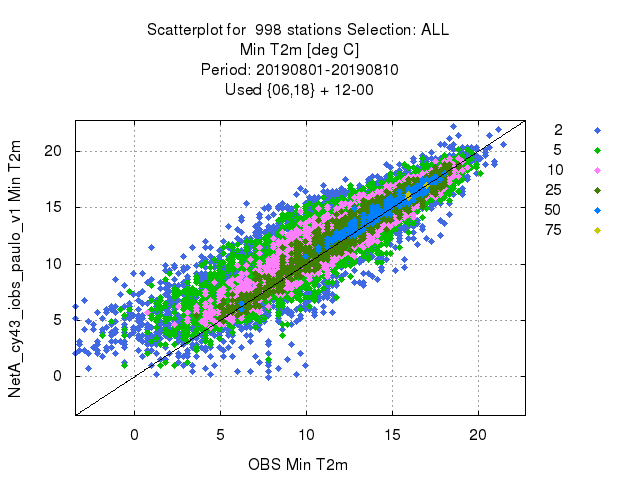 Scatterplot for  998 stations Selection: ALL
Min T2m [deg C]
Period: 20190801-20190810
Used {06,18} + 12-00
NetA_cy43_iobs_paulo_v1 Min T2m
20
15
10
5
0
0 5 10 15 20
OBS Min T2m
2
5
10
25
50
75